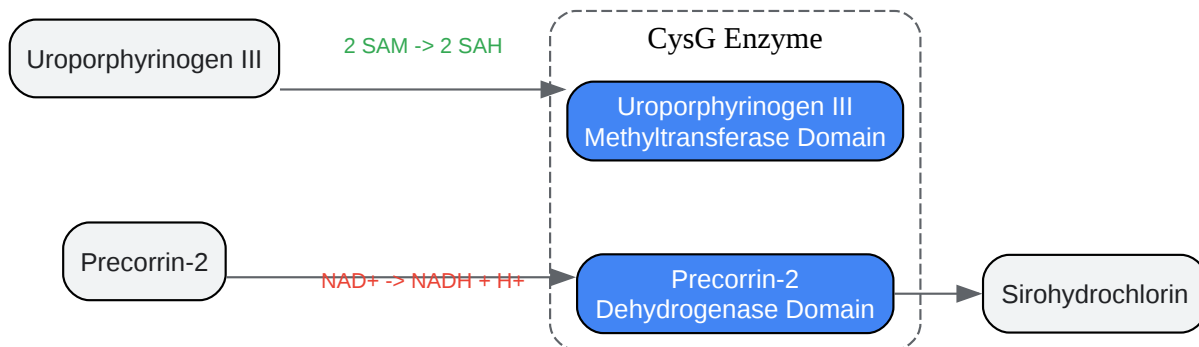 CysG Enzyme
Uroporphyrinogen III
2 SAM -> 2 SAH
Uroporphyrinogen III
Methyltransferase Domain
Precorrin-2
NAD+ -> NADH + H+
Precorrin-2
Dehydrogenase Domain
Sirohydrochlorin